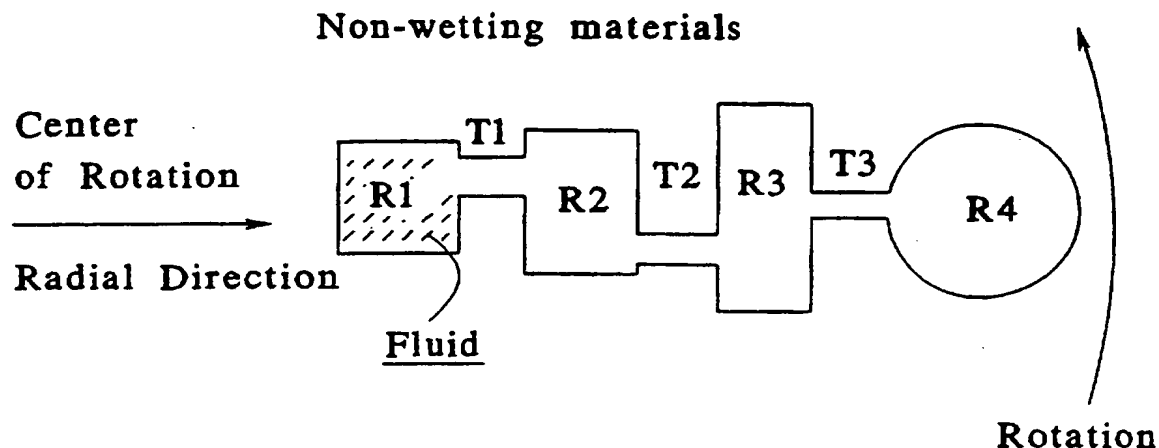 Non-wetting materials
Center
of Rotation
Radial Direction
T1
T2
T3
R1
R2
R3
R4
Fluid
Rotation